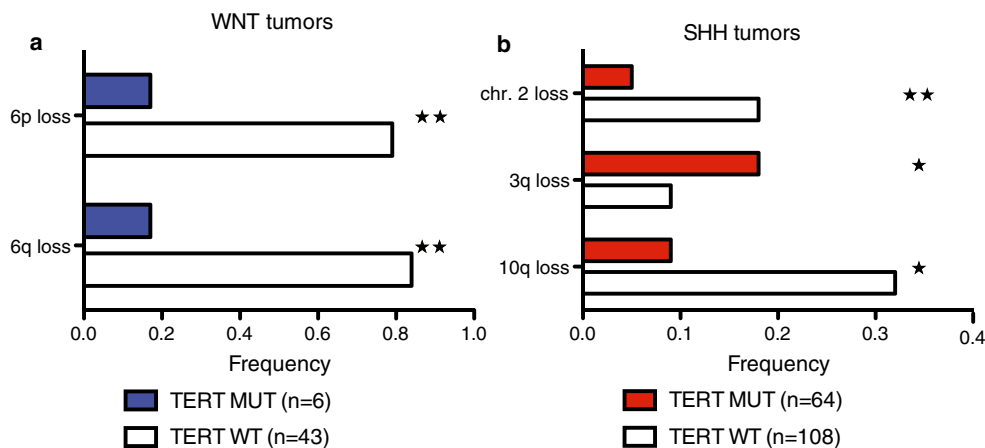 WNT tumors
a
6p loss
★★
6q loss
★★
0.0 0.2 0.4 0.6 0.8 1.0
Frequency
TERT MUT (n=6)
TERT WT (n=43)
SHH tumors
b
chr. 2 loss
★★
3q loss
★
10q loss
★
0.0 0.1 0.2 0.3 0.4
Frequency
TERT MUT (n=64)
TERT WT (n=108)